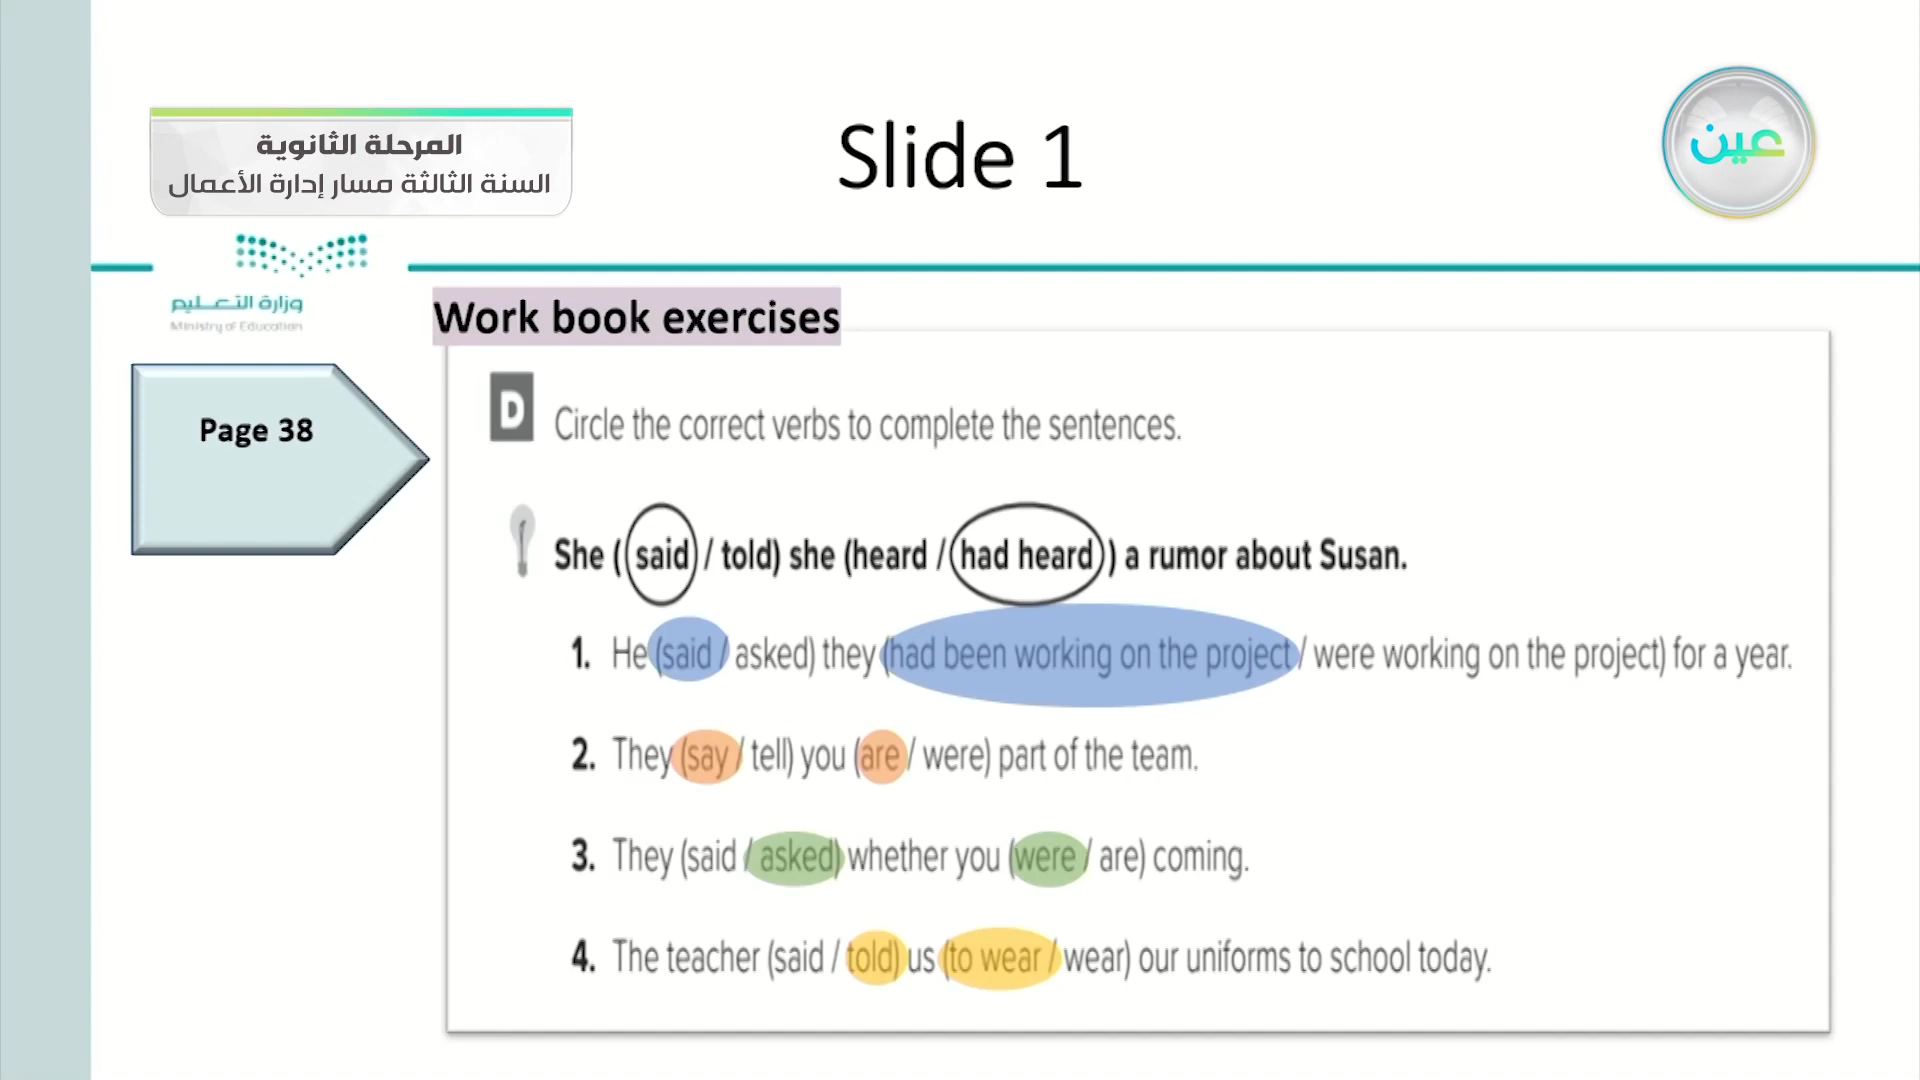 المرحلة الثانوية
السنة الثالثة مسار إدارة الأعمال
Slide 1
عين
وزارة التعليم
Ministry of Education
Work book exercises
Page 38
D Circle the correct verbs to complete the sentences.
She (said / told) she (heard / had heard) a rumor about Susan.
1. He (said / asked) they (had been working on the project / were working on the project) for a year.
2. They (say / tell) you (are / were) part of the team.
3. They (said / asked) whether you (were / are) coming.
4. The teacher (said / told) us (to wear / wear) our uniforms to school today.